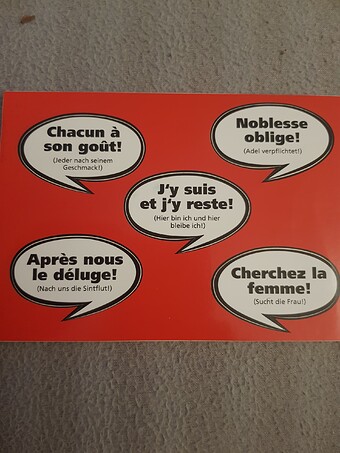 Chacun à
son goût!
(Jeder nach seinem
Geschmack!)
Noblesse
oblige!
(Adel verpflichtet!)
J'y suis
et j'y reste!
(Hier bin ich und hier
bleibe ich!)
Après nous
le déluge!
(Nach uns die Sintflut!)
Cherchez la
femme!
(Sucht die Frau!)